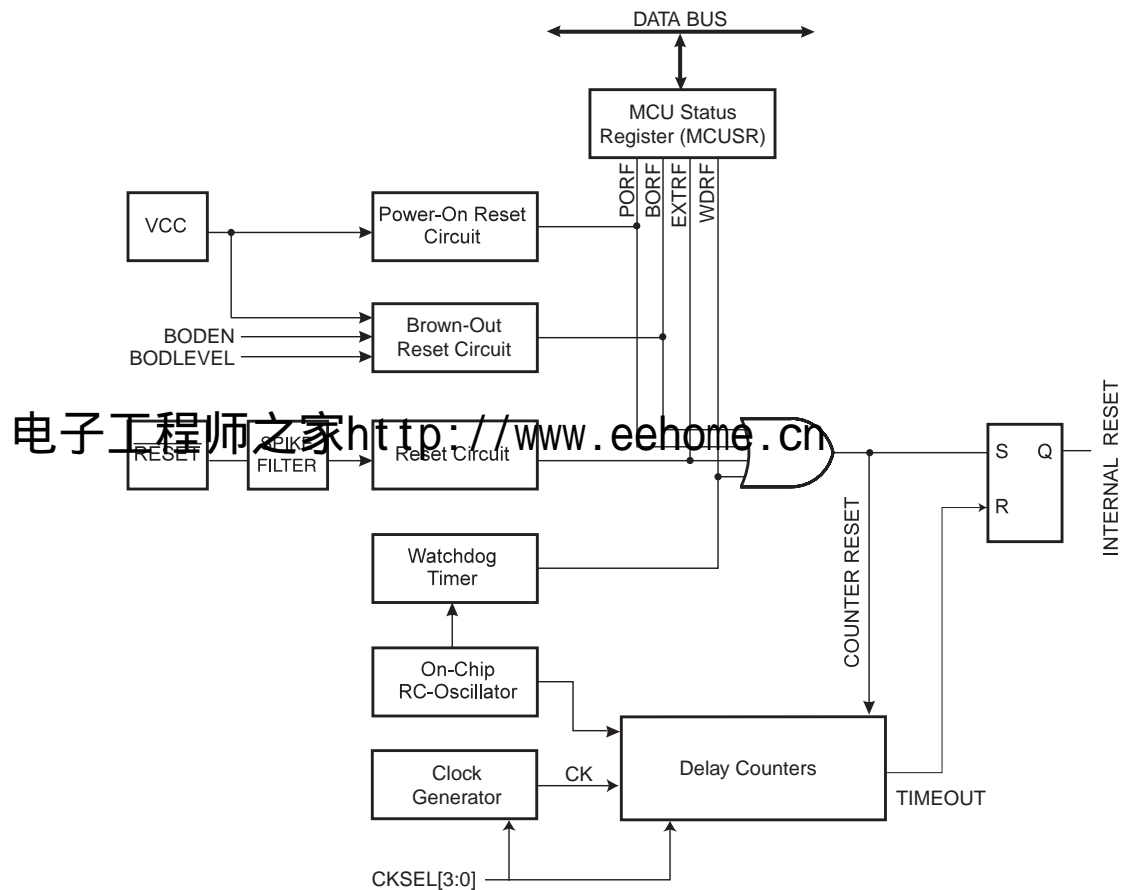 DATA BUS
MCU Status
Register (MCUSR)
PORF
BORF
EXTRF
WDRF
VCC
Power-On Reset
Circuit
BODEN
BODLEVEL
Brown-Out
Reset Circuit
电子工程师之家http://www.eehome.cn
RESET
SPIKE
FILTER
Reset Circuit
S
Q
R
INTERNAL RESET
COUNTER RESET
Watchdog
Timer
On-Chip
RC-Oscillator
Clock
Generator
CK
Delay Counters
TIMEOUT
CKSEL[3:0]